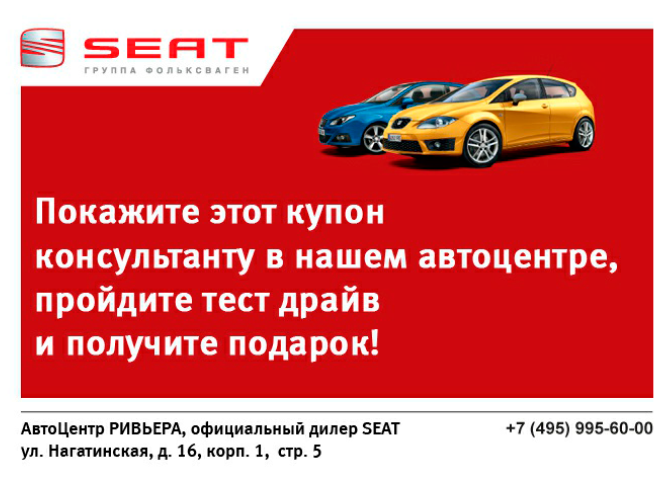 SEAT
ГРУППА ФОЛЬКСВАГЕН
Покажите этот купон
консультанту в нашем автоцентре,
пройдите тест драйв
и получите подарок!
АвтоЦентр РИВЬЕРА, официальный дилер SEAT
+7 (495) 995-60-00
ул. Нагатинская, д. 16, корп. 1, стр. 5